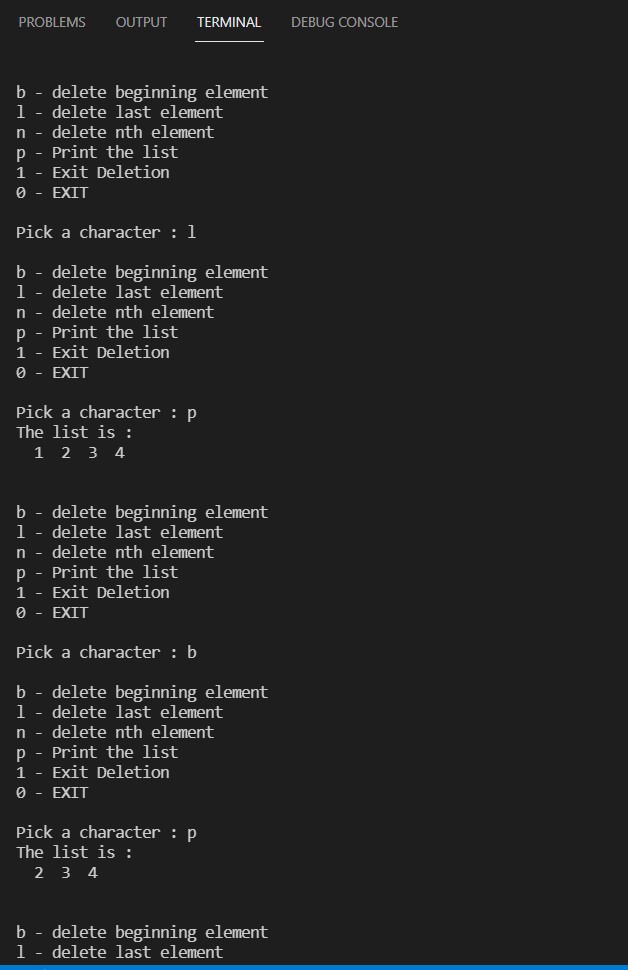 PROBLEMS OUTPUT TERMINAL DEBUG CONSOLE
b - delete beginning element
l - delete last element
n - delete nth element
p - Print the list
1 - Exit Deletion
0 - EXIT
Pick a character : l
b - delete beginning element
l - delete last element
n - delete nth element
p - Print the list
1 - Exit Deletion
0 - EXIT
Pick a character : p
The list is :
1 2 3 4
b - delete beginning element
l - delete last element
n - delete nth element
p - Print the list
1 - Exit Deletion
0 - EXIT
Pick a character : b
b - delete beginning element
l - delete last element
n - delete nth element
p - Print the list
1 - Exit Deletion
0 - EXIT
Pick a character : p
The list is :
2 3 4
b - delete beginning element
l - delete last element